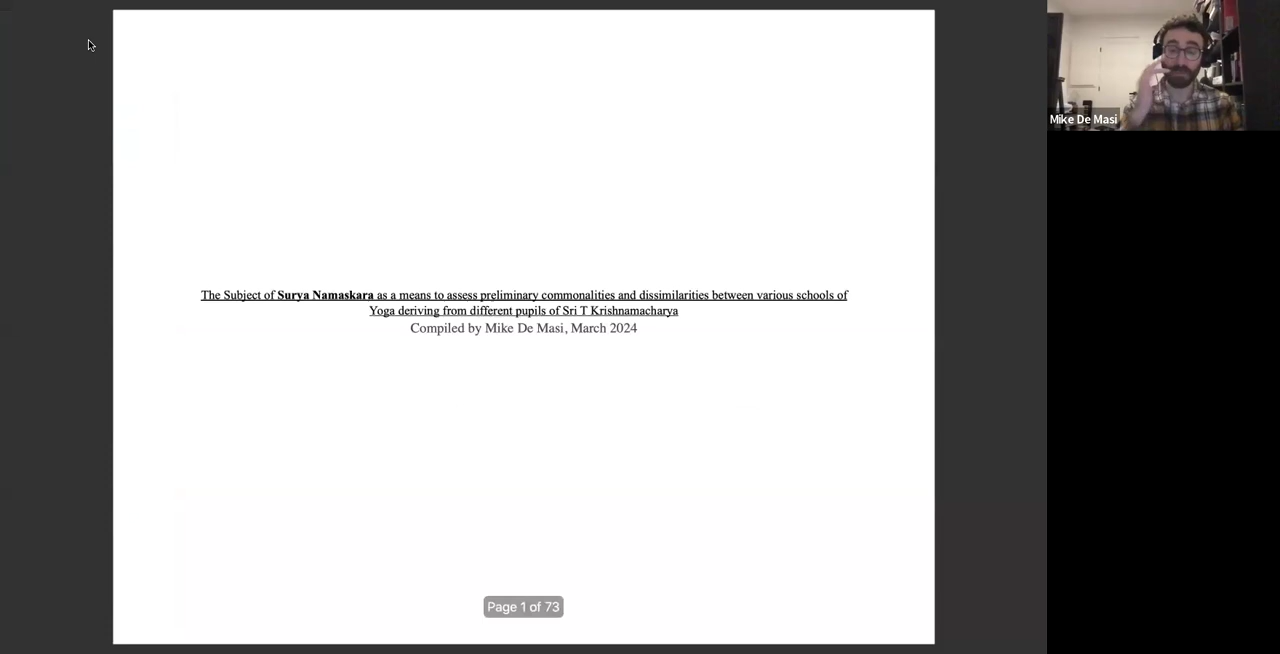 The Subject of Surya Namaskara as a means to assess preliminary commonalities and dissimilarities between various schools of
Yoga deriving from different pupils of Sri T Krishnamacharya
Compiled by Mike De Masi, March 2024
Page 1 of 73
Mike De Masi